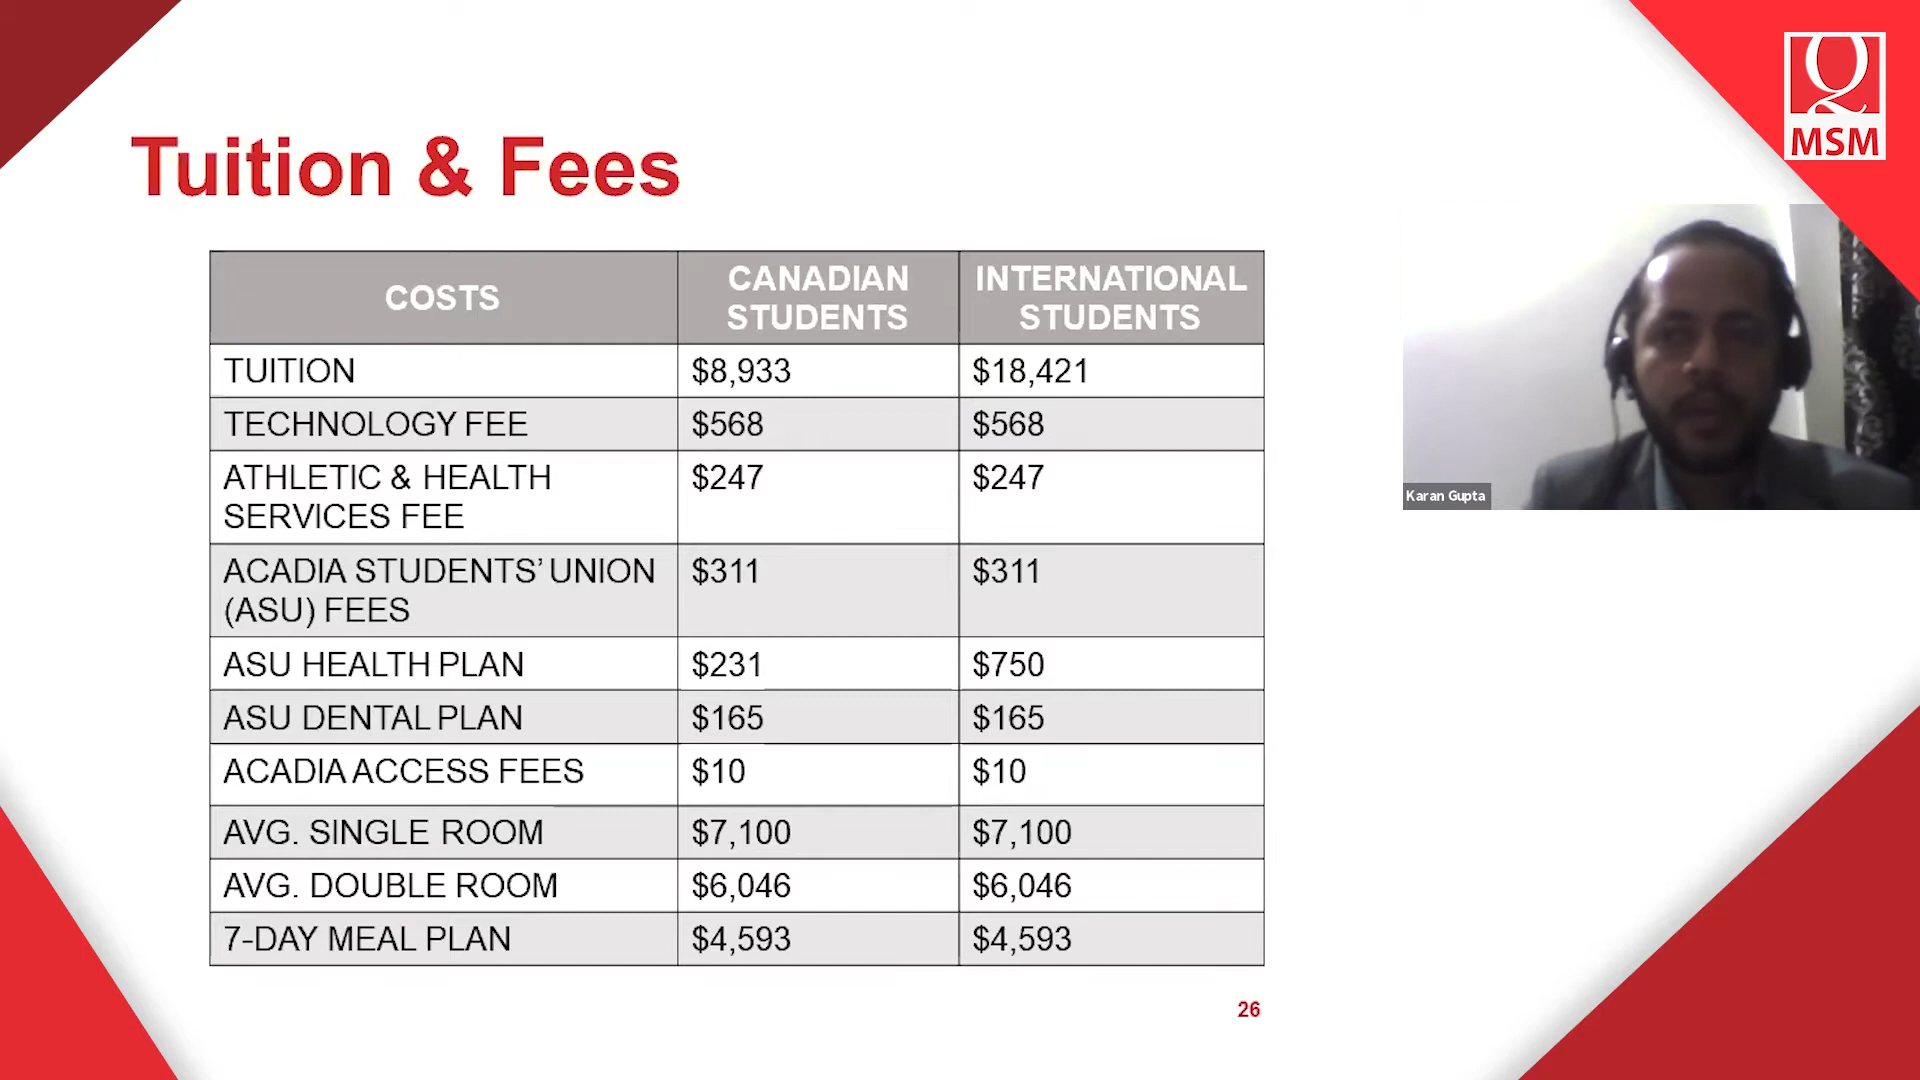 Q
MSM
Tuition & Fees
COSTS
CANADIAN
STUDENTS
INTERNATIONAL
STUDENTS
TUITION
$8,933
$18,421
TECHNOLOGY FEE
$568
$568
ATHLETIC & HEALTH
SERVICES FEE
$247
$247
ACADIA STUDENTS’ UNION
(ASU) FEES
$311
$311
ASU HEALTH PLAN
$231
$750
ASU DENTAL PLAN
$165
$165
ACADIA ACCESS FEES
$10
$10
AVG. SINGLE ROOM
$7,100
$7,100
AVG. DOUBLE ROOM
$6,046
$6,046
7-DAY MEAL PLAN
$4,593
$4,593
Karan Gupta
26